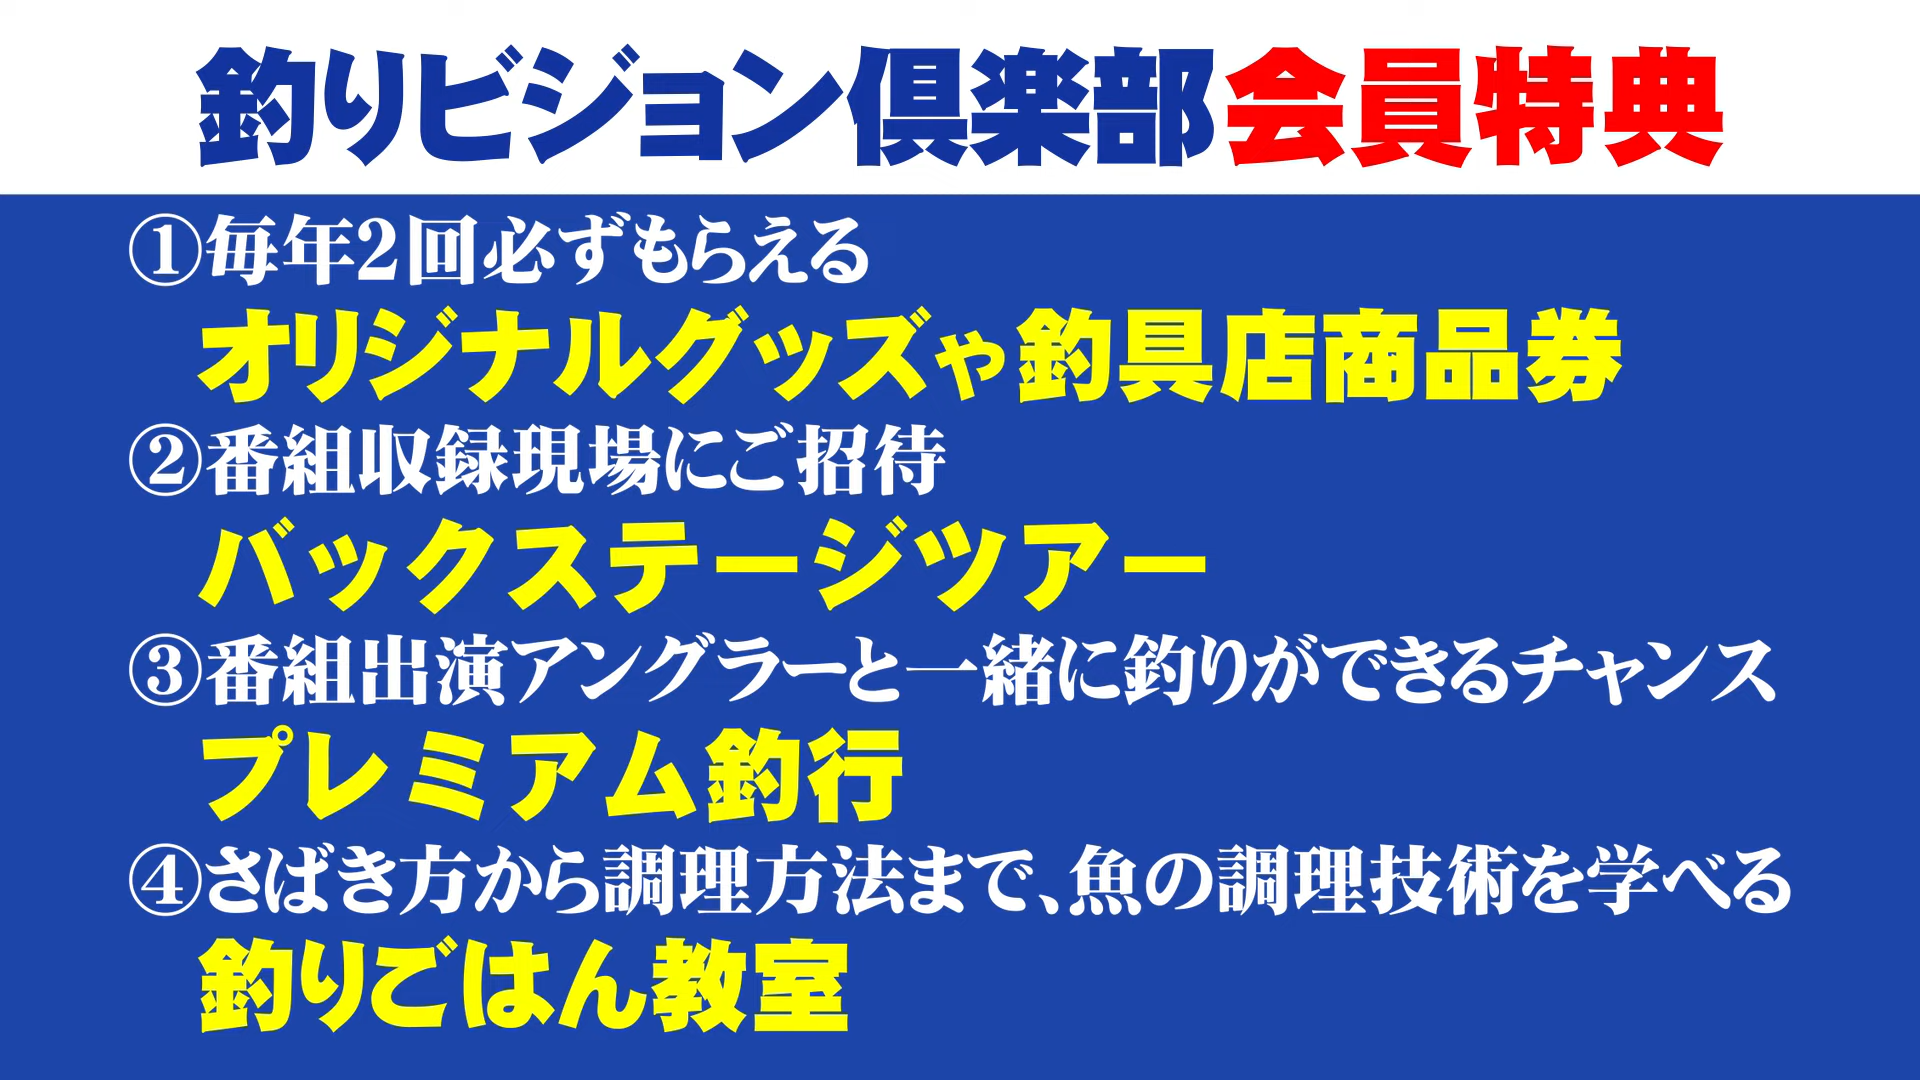 釣りビジョン倶楽部会員特典
①毎年2回必ずもらえる
オリジナルグッズや釣具店商品券
②番組収録現場にご招待
バックステージツアー
③番組出演アングラーと一緒に釣りができるチャンス
プレミアム釣行
④さばき方から調理方法まで、魚の調理技術を学べる
釣りごはん教室